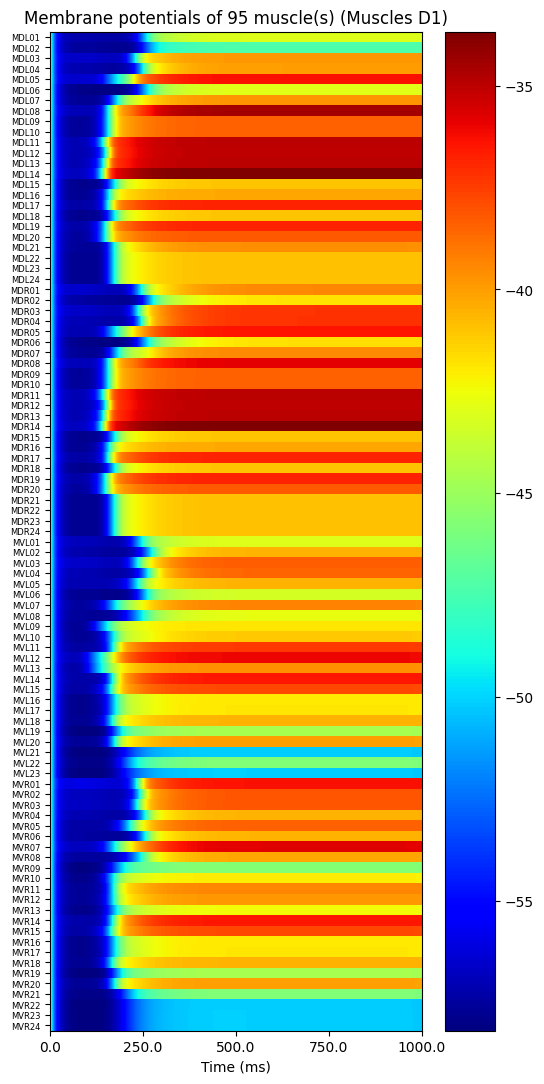 Membrane potentials of 95 muscle(s) (Muscles D1)
MDL01
MDL02
MDL03
MDL04
MDL05
MDL06
MDL07
MDL08
MDL09
MDL10
MDL11
MDL12
MDL13
MDL14
MDL15
MDL16
MDL17
MDL18
MDL19
MDL20
MDL21
MDL22
MDL23
MDL24
MDR01
MDR02
MDR03
MDR04
MDR05
MDR06
MDR07
MDR08
MDR09
MDR10
MDR11
MDR12
MDR13
MDR14
MDR15
MDR16
MDR17
MDR18
MDR19
MDR20
MDR21
MDR22
MDR23
MDR24
MVL01
MVL02
MVL03
MVL04
MVL05
MVL06
MVL07
MVL08
MVL09
MVL10
MVL11
MVL12
MVL13
MVL14
MVL15
MVL16
MVL17
MVL18
MVL19
MVL20
MVL21
MVL22
MVL23
MVR01
MVR02
MVR03
MVR04
MVR05
MVR06
MVR07
MVR08
MVR09
MVR10
MVR11
MVR12
MVR13
MVR14
MVR15
MVR16
MVR17
MVR18
MVR19
MVR20
MVR21
MVR22
MVR23
MVR24
0.0 250.0 500.0 750.0 1000.0
Time (ms)
−35
−40
−45
−50
−55